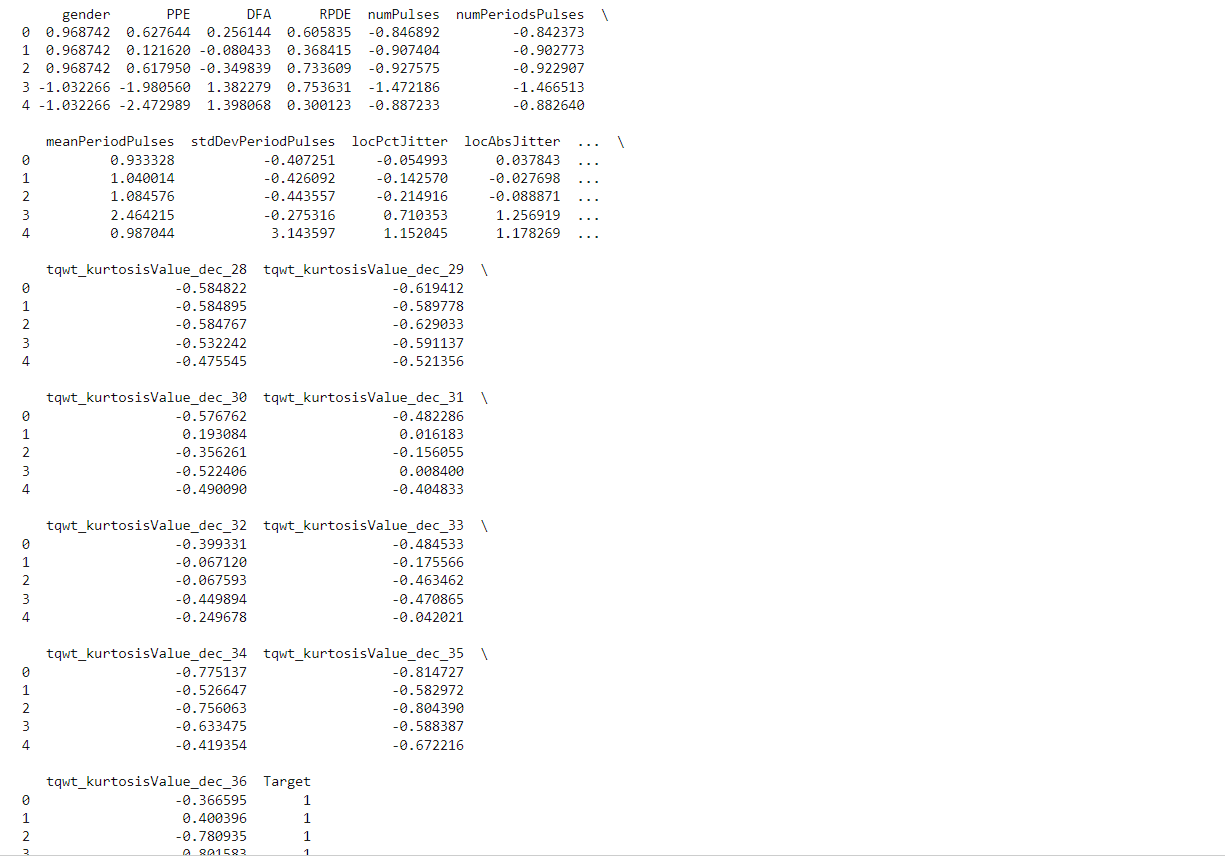 gender PPE DFA RPDE numPulses numPeriodsPulses \
0 0.968742 0.627644 0.256144 0.605835 -0.846892 -0.842373
1 0.968742 0.121620 -0.080433 0.368415 -0.907404 -0.902773
2 0.968742 0.617950 -0.349839 0.733609 -0.927575 -0.922907
3 -1.032266 -1.980560 1.382279 0.753631 -1.472186 -1.466513
4 -1.032266 -2.472989 1.398068 0.300123 -0.887233 -0.882640
meanPeriodPulses stdDevPeriodPulses locPctJitter locAbsJitter ... \
0 0.933328 -0.407251 -0.054993 0.037843 ...
1 1.040014 -0.426092 -0.142570 -0.027698 ...
2 1.084576 -0.443557 -0.214916 -0.088871 ...
3 2.464215 -0.275316 0.710353 1.256919 ...
4 0.987044 3.143597 1.152045 1.178269 ...
tqwt_kurtosisValue_dec_28 tqwt_kurtosisValue_dec_29 \
0 -0.584822 -0.619412
1 -0.584895 -0.589778
2 -0.584767 -0.629033
3 -0.532242 -0.591137
4 -0.475545 -0.521356
tqwt_kurtosisValue_dec_30 tqwt_kurtosisValue_dec_31 \
0 -0.576762 -0.482286
1 0.193084 0.016183
2 -0.356261 -0.156055
3 -0.522406 0.008400
4 -0.490090 -0.404833
tqwt_kurtosisValue_dec_32 tqwt_kurtosisValue_dec_33 \
0 -0.399331 -0.484533
1 -0.067120 -0.175566
2 -0.067593 -0.463462
3 -0.449894 -0.470865
4 -0.249678 -0.042021
tqwt_kurtosisValue_dec_34 tqwt_kurtosisValue_dec_35 \
0 -0.775137 -0.814727
1 -0.526647 -0.582972
2 -0.756063 -0.804390
3 -0.633475 -0.588387
4 -0.419354 -0.672216
tqwt_kurtosisValue_dec_36 Target
0 -0.366595 1
1 0.400396 1
2 -0.780935 1
3 0.801583 1